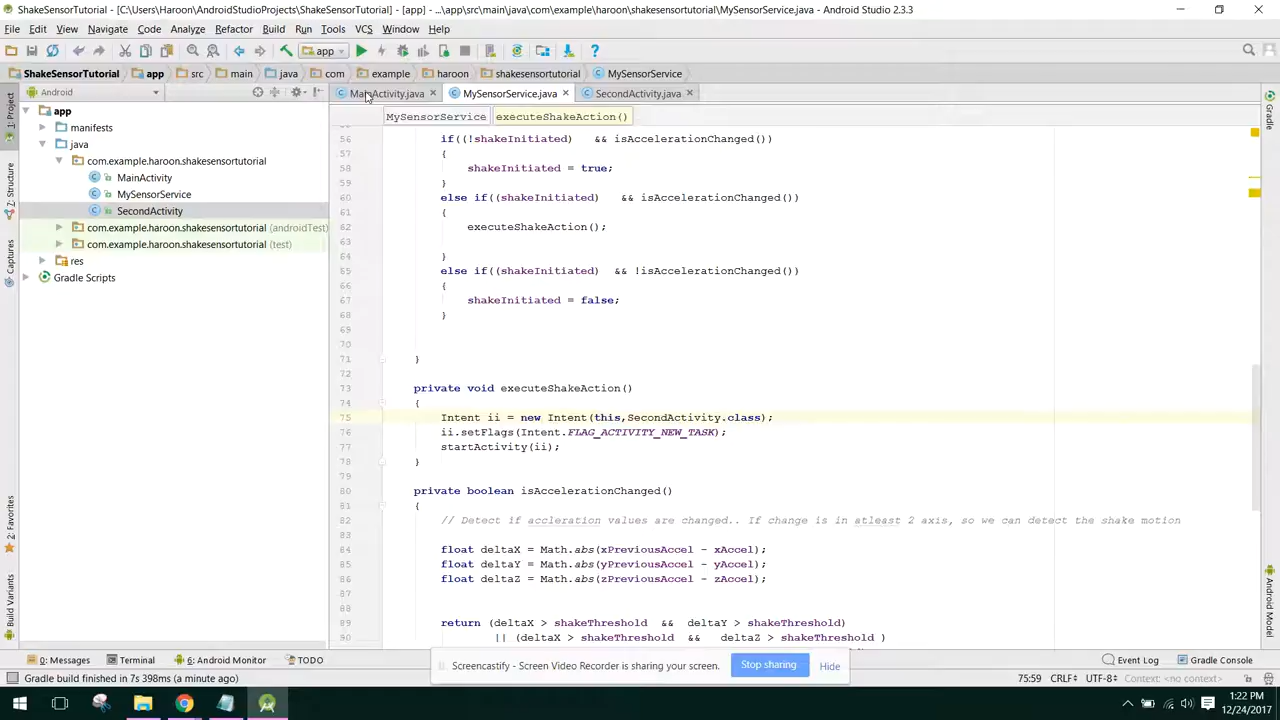 ShakeSensorTutorial - [C:\Users\Haroon\AndroidStudioProjects\ShakeSensorTutorial] - [app] - ...\app\src\main\java\com\example\haroon\shakesensortutorial\MySensorService.java - Android Studio 2.3.3
File Edit View Navigate Code Analyze Refactor Build Run Tools VCS Window Help
app
ShakeSensorTutorial app src main java com example haroon shakesensortutorial MySensorService
Android
MainActivity.java MySensorService.java SecondActivity.java
MySensorService executeShakeAction()
1: Project
Z: Structure
Captures
2: Favorites
Build Variants
Gradle
Android Model
app
manifests
java
com.example.haroon.shakesensortutorial
MainActivity
MySensorService
SecondActivity
com.example.haroon.shakesensortutorial (androidTest)
com.example.haroon.shakesensortutorial (test)
res
Gradle Scripts
56 if((!shakeInitiated) && isAccelerationChanged())
57 {
58 shakeInitiated = true;
59 }
60 else if((shakeInitiated) && isAccelerationChanged())
61 {
62 executeShakeAction();
63
64 }
65 else if((shakeInitiated) && !isAccelerationChanged())
66 {
67 shakeInitiated = false;
68 }
69
70
71 }
72
73 private void executeShakeAction()
74 {
75 Intent ii = new Intent(this,SecondActivity.class);
76 ii.setFlags(Intent.FLAG_ACTIVITY_NEW_TASK);
77 startActivity(ii);
78 }
79
80 private boolean isAccelerationChanged()
81 {
82 // Detect if accleration values are changed.. If change is in atleast 2 axis, so we can detect the shake motion
83
84 float deltaX = Math.abs(xPreviousAccel - xAccel);
85 float deltaY = Math.abs(yPreviousAccel - yAccel);
86 float deltaZ = Math.abs(zPreviousAccel - zAccel);
87
88
89 return (deltaX > shakeThreshold && deltaY > shakeThreshold)
90 || (deltaX > shakeThreshold && deltaZ > shakeThreshold )
0: Messages Terminal 6: Android Monitor TODO Event Log Gradle Console
Screencastify - Screen Video Recorder is sharing your screen. Stop sharing Hide
Gradle build finished in 7s 398ms (a minute ago) 75:59 CRLF UTF-8 Context: <no context>
1:22 PM
12/24/2017